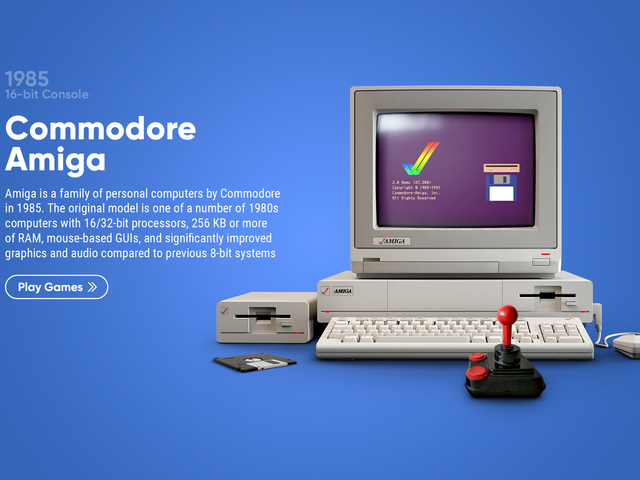 1985
16-bit Console
Commodore
Amiga
Amiga is a family of personal computers by Commodore
in 1985. The original model is one of a number of 1980s
computers with 16/32-bit processors, 256 KB or more
of RAM, mouse-based GUIs, and significantly improved
graphics and audio compared to previous 8-bit systems
Play Games
2.0 Roms (37.300)
Copyright © 1985-1991
Commodore-Amiga, Inc.
All Rights Reserved
AMIGA
AMIGA